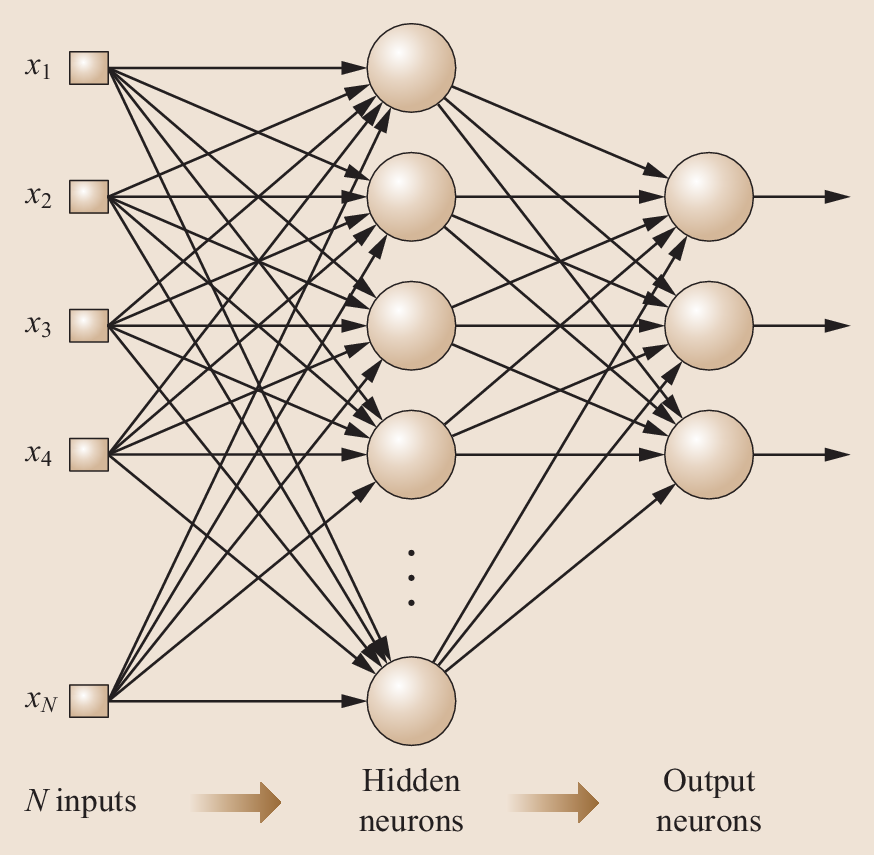 x1
x2
x3
x4
xN
N inputs
Hidden
neurons
Output
neurons